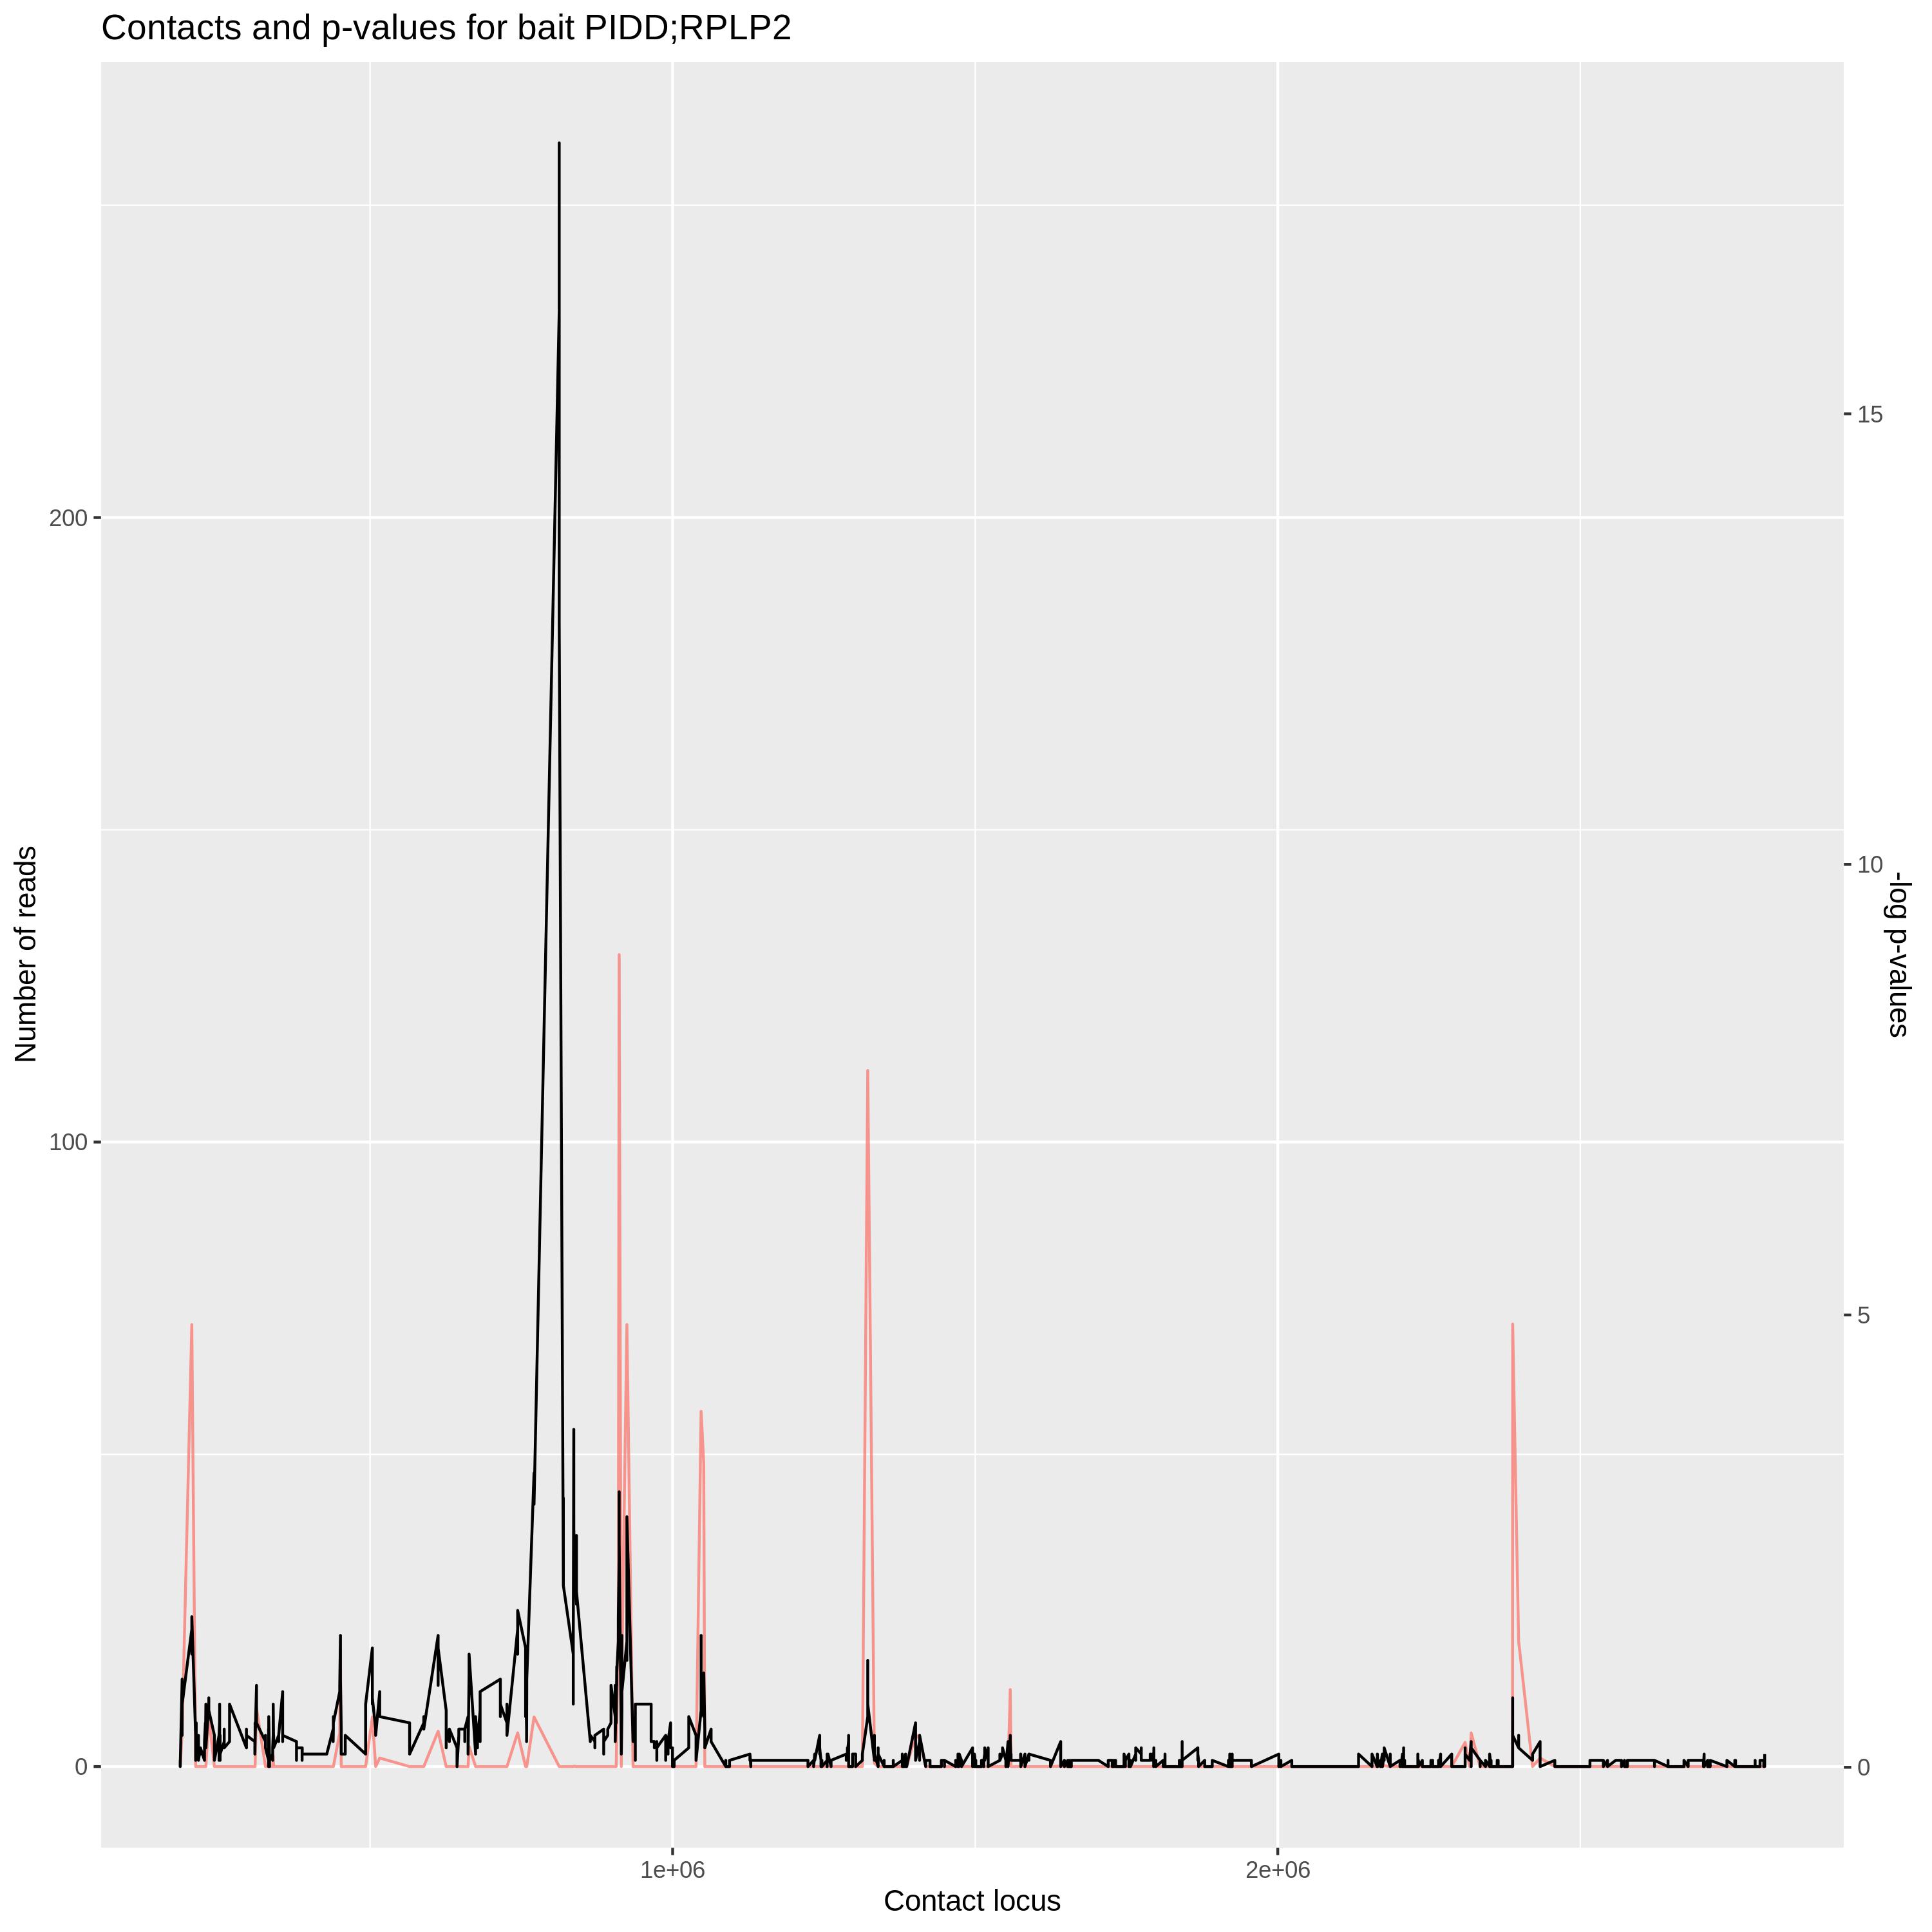 Contacts and p-values for bait PIDD;RPLP2
Number of reads
200
100
0
15
10
5
0
-log p-values
1e+06
2e+06
Contact locus